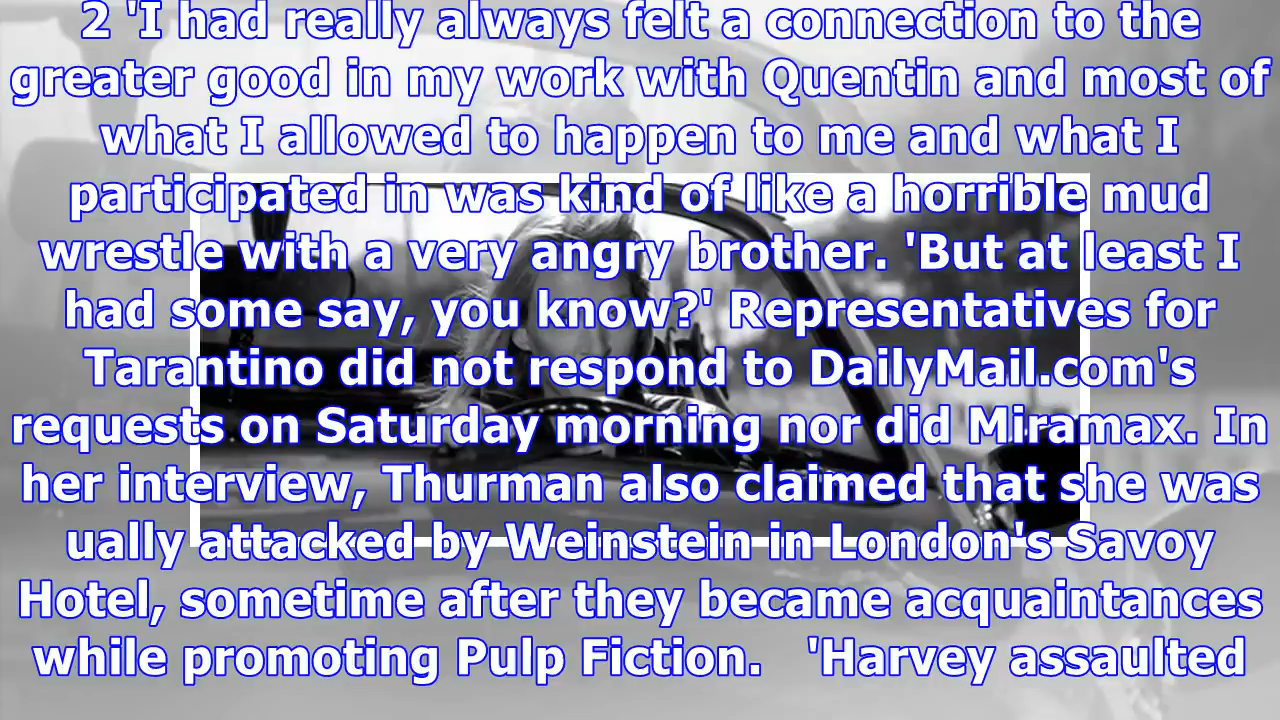 2 'I had really always felt a connection to the
greater good in my work with Quentin and most of
what I allowed to happen to me and what I
participated in was kind of like a horrible mud
wrestle with a very angry brother. 'But at least I
had some say, you know?' Representatives for
Tarantino did not respond to DailyMail.com's
requests on Saturday morning nor did Miramax. In
her interview, Thurman also claimed that she was
ually attacked by Weinstein in London's Savoy
Hotel, sometime after they became acquaintances
while promoting Pulp Fiction. 'Harvey assaulted